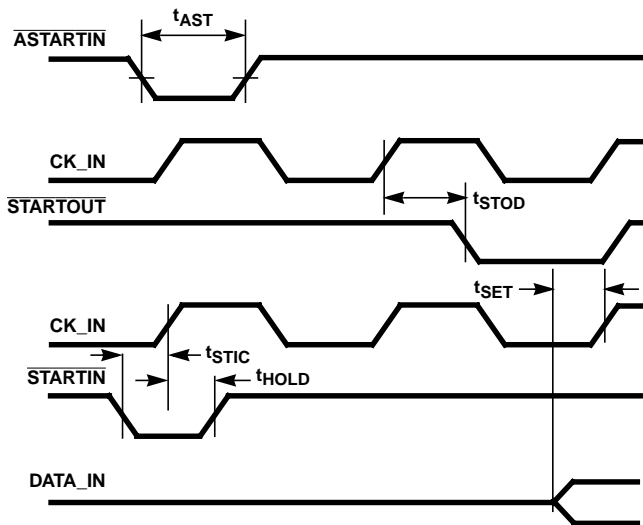 tAST
ASTARTIN
CK_IN
tSTOD
STARTOUT
tSET
CK_IN
tSTIC
tHOLD
STARTIN
DATA_IN